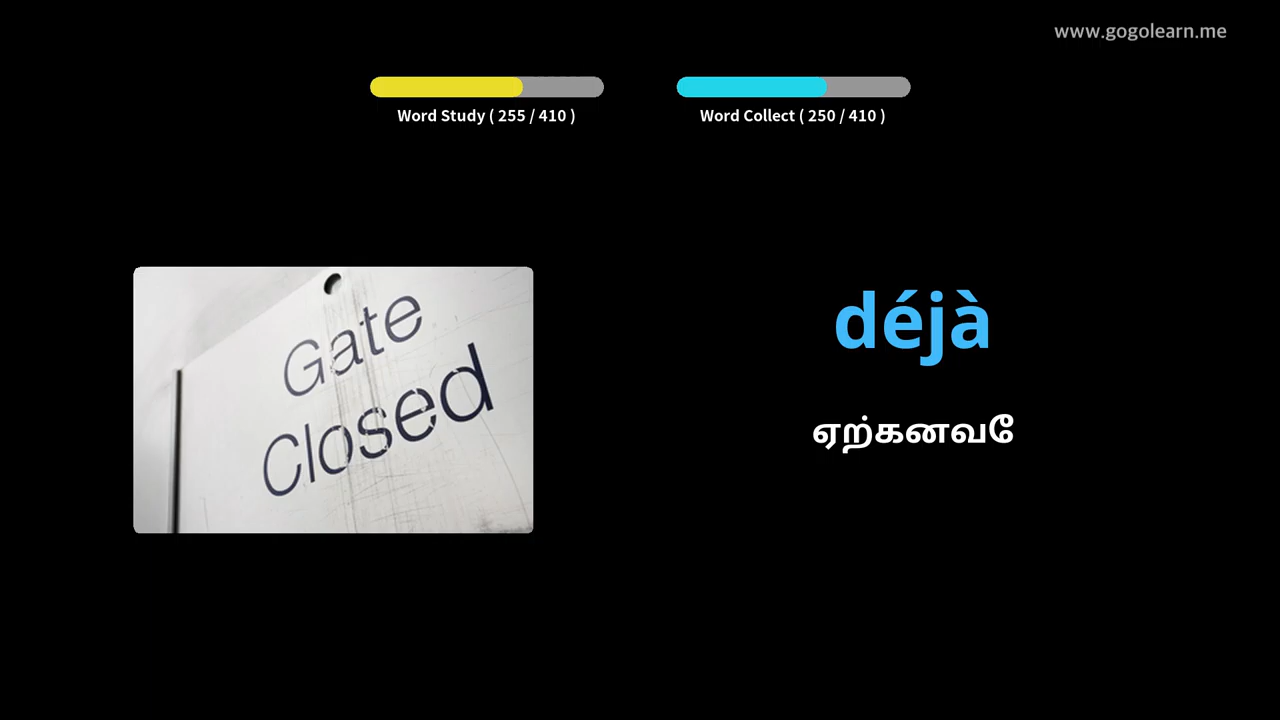 www.gogolearn.me
Word Study ( 255 / 410 )
Word Collect ( 250 / 410 )
Gate
Closed
déjà
ஏற்கனவே